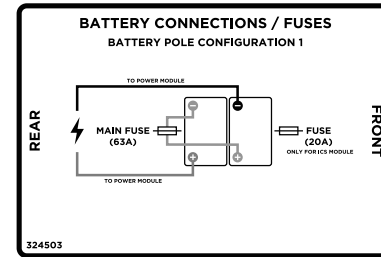 BATTERY CONNECTIONS / FUSES
BATTERY POLE CONFIGURATION 1
TO POWER MODULE
REAR
MAIN FUSE
(63A)
FUSE
(20A)
ONLY FOR ICS MODULE
FRONT
TO POWER MODULE
324503